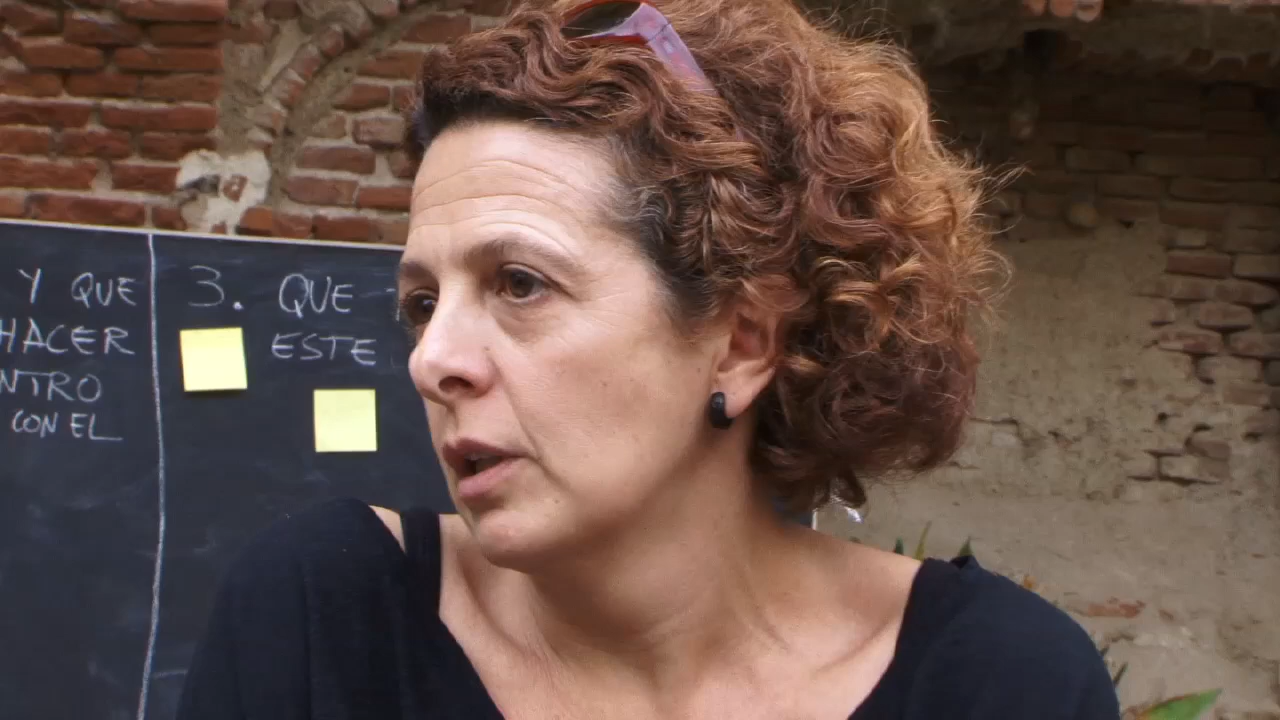 Y QUE
HACER
NTRO
CON EL
3. QUE
ESTE